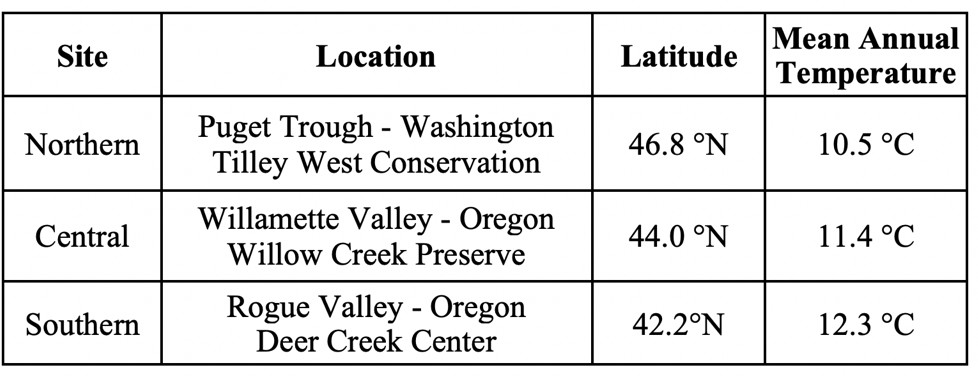 Site
Location
Latitude
Mean Annual
Temperature
Northern
Puget Trough - Washington
Tilley West Conservation
46.8 °N
10.5 °C
Central
Willamette Valley - Oregon
Willow Creek Preserve
44.0 °N
11.4 °C
Southern
Rogue Valley - Oregon
Deer Creek Center
42.2°N
12.3 °C